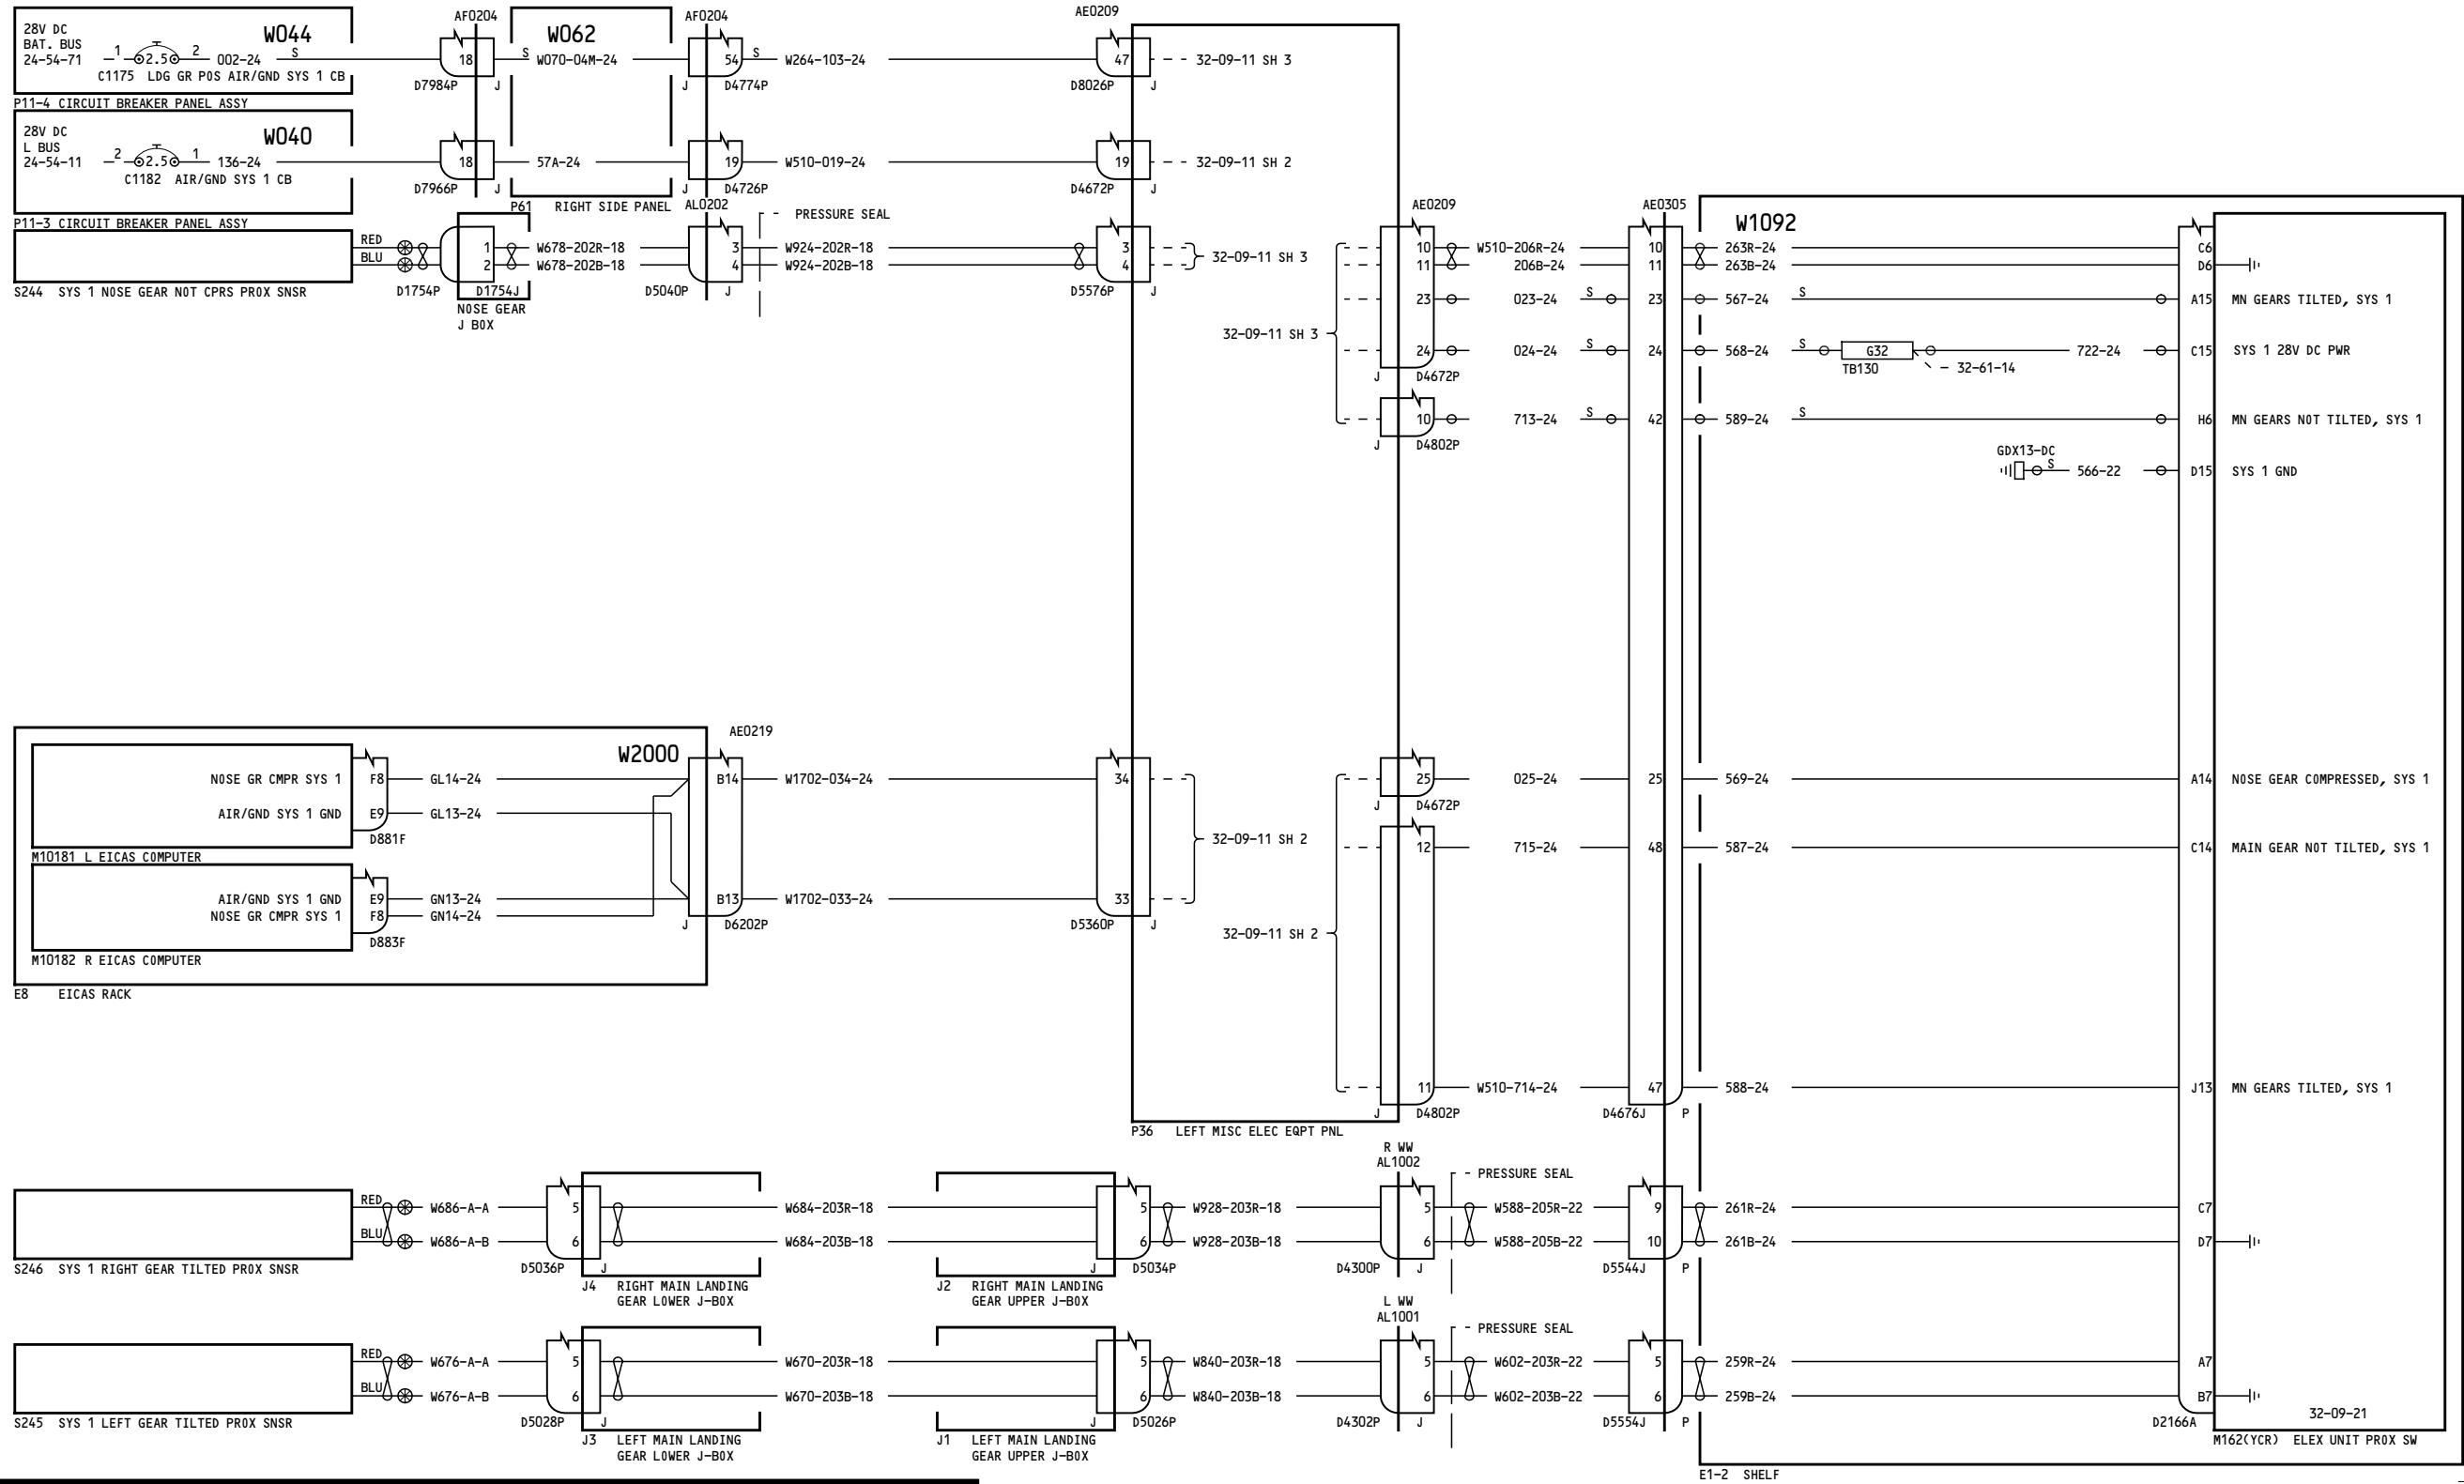 28V DC
BAT. BUS
24-54-71
1
2.5
2
002-24
S
W044
C1175 LDG GR POS AIR/GND SYS 1 CB
P11-4 CIRCUIT BREAKER PANEL ASSY
AF0204
18
D7984P
J
W062
S
W070-04M-24
AF0204
54
S
J
D4774P
W264-103-24
AE0209
47
D8026P
J
32-09-11 SH 3
28V DC
L BUS
24-54-11
2
2.5
1
136-24
W040
C1182 AIR/GND SYS 1 CB
P11-3 CIRCUIT BREAKER PANEL ASSY
18
D7966P
J
57A-24
P61 RIGHT SIDE PANEL
19
J
D4726P
W510-019-24
19
D4672P
J
32-09-11 SH 2
S244 SYS 1 NOSE GEAR NOT CPRS PROX SNSR
RED
BLU
1
2
D1754P
D1754J
NOSE GEAR
J BOX
W678-202R-18
W678-202B-18
AL0202
3
4
D5040P
J
PRESSURE SEAL
W924-202R-18
W924-202B-18
3
4
D5576P
J
32-09-11 SH 3
32-09-11 SH 3
AE0209
10
11
23
24
J
D4672P
10
J
D4802P
W510-206R-24
206B-24
023-24
S
024-24
S
713-24
S
AE0305
10
11
23
24
42
W1092
263R-24
263B-24
567-24
S
568-24
S
G32
TB130
32-61-14
722-24
589-24
S
GDX13-DC
S
566-22
C6
D6
A15 MN GEARS TILTED, SYS 1
C15 SYS 1 28V DC PWR
H6 MN GEARS NOT TILTED, SYS 1
D15 SYS 1 GND
W2000
NOSE GR CMPR SYS 1
F8
GL14-24
AIR/GND SYS 1 GND
E9
GL13-24
D881F
M10181 L EICAS COMPUTER
AIR/GND SYS 1 GND
E9
GN13-24
NOSE GR CMPR SYS 1
F8
GN14-24
D883F
M10182 R EICAS COMPUTER
E8 EICAS RACK
AE0219
B14
B13
J
D6202P
W1702-034-24
W1702-033-24
34
33
D5360P
J
32-09-11 SH 2
32-09-11 SH 2
25
J
D4672P
12
11
J
D4802P
P36 LEFT MISC ELEC EQPT PNL
025-24
715-24
W510-714-24
25
48
47
D4676J
P
569-24
587-24
588-24
A14 NOSE GEAR COMPRESSED, SYS 1
C14 MAIN GEAR NOT TILTED, SYS 1
J13 MN GEARS TILTED, SYS 1
S246 SYS 1 RIGHT GEAR TILTED PROX SNSR
RED
BLU
W686-A-A
W686-A-B
5
6
D5036P
J
J4 RIGHT MAIN LANDING
GEAR LOWER J-BOX
W684-203R-18
W684-203B-18
J2 RIGHT MAIN LANDING
GEAR UPPER J-BOX
5
6
J
D5034P
W928-203R-18
W928-203B-18
R WW
AL1002
5
6
D4300P
J
PRESSURE SEAL
W588-205R-22
W588-205B-22
9
10
D5544J
P
261R-24
261B-24
C7
D7
S245 SYS 1 LEFT GEAR TILTED PROX SNSR
RED
BLU
W676-A-A
W676-A-B
5
6
D5028P
J
J3 LEFT MAIN LANDING
GEAR LOWER J-BOX
W670-203R-18
W670-203B-18
J1 LEFT MAIN LANDING
GEAR UPPER J-BOX
5
6
J
D5026P
W840-203R-18
W840-203B-18
L WW
AL1001
5
6
D4302P
J
PRESSURE SEAL
W602-203R-22
W602-203B-22
5
6
D5554J
P
259R-24
259B-24
A7
B7
D2166A
32-09-21
M162(YCR) ELEX UNIT PROX SW
E1-2 SHELF